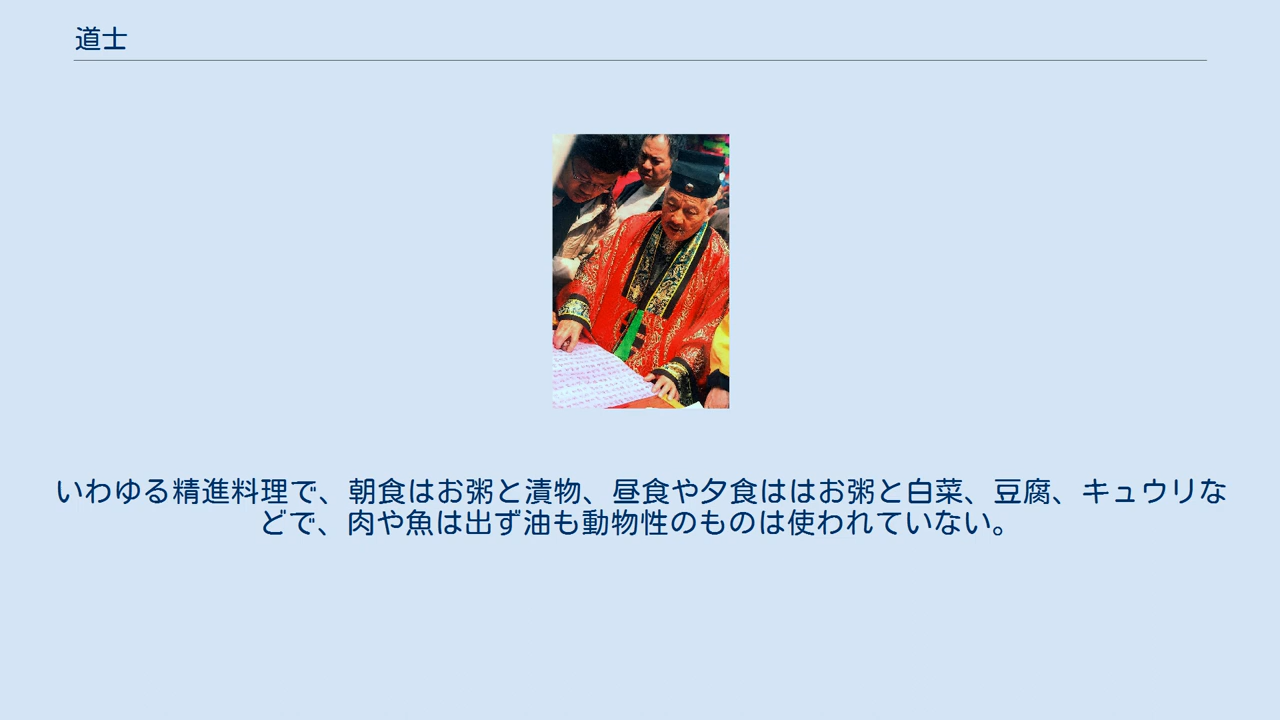 道士
いわゆる精進料理で、朝食はお粥と漬物、昼食や夕食ははお粥と白菜、豆腐、キュウリな
どで、肉や魚は出ず油も動物性のものは使われていない。